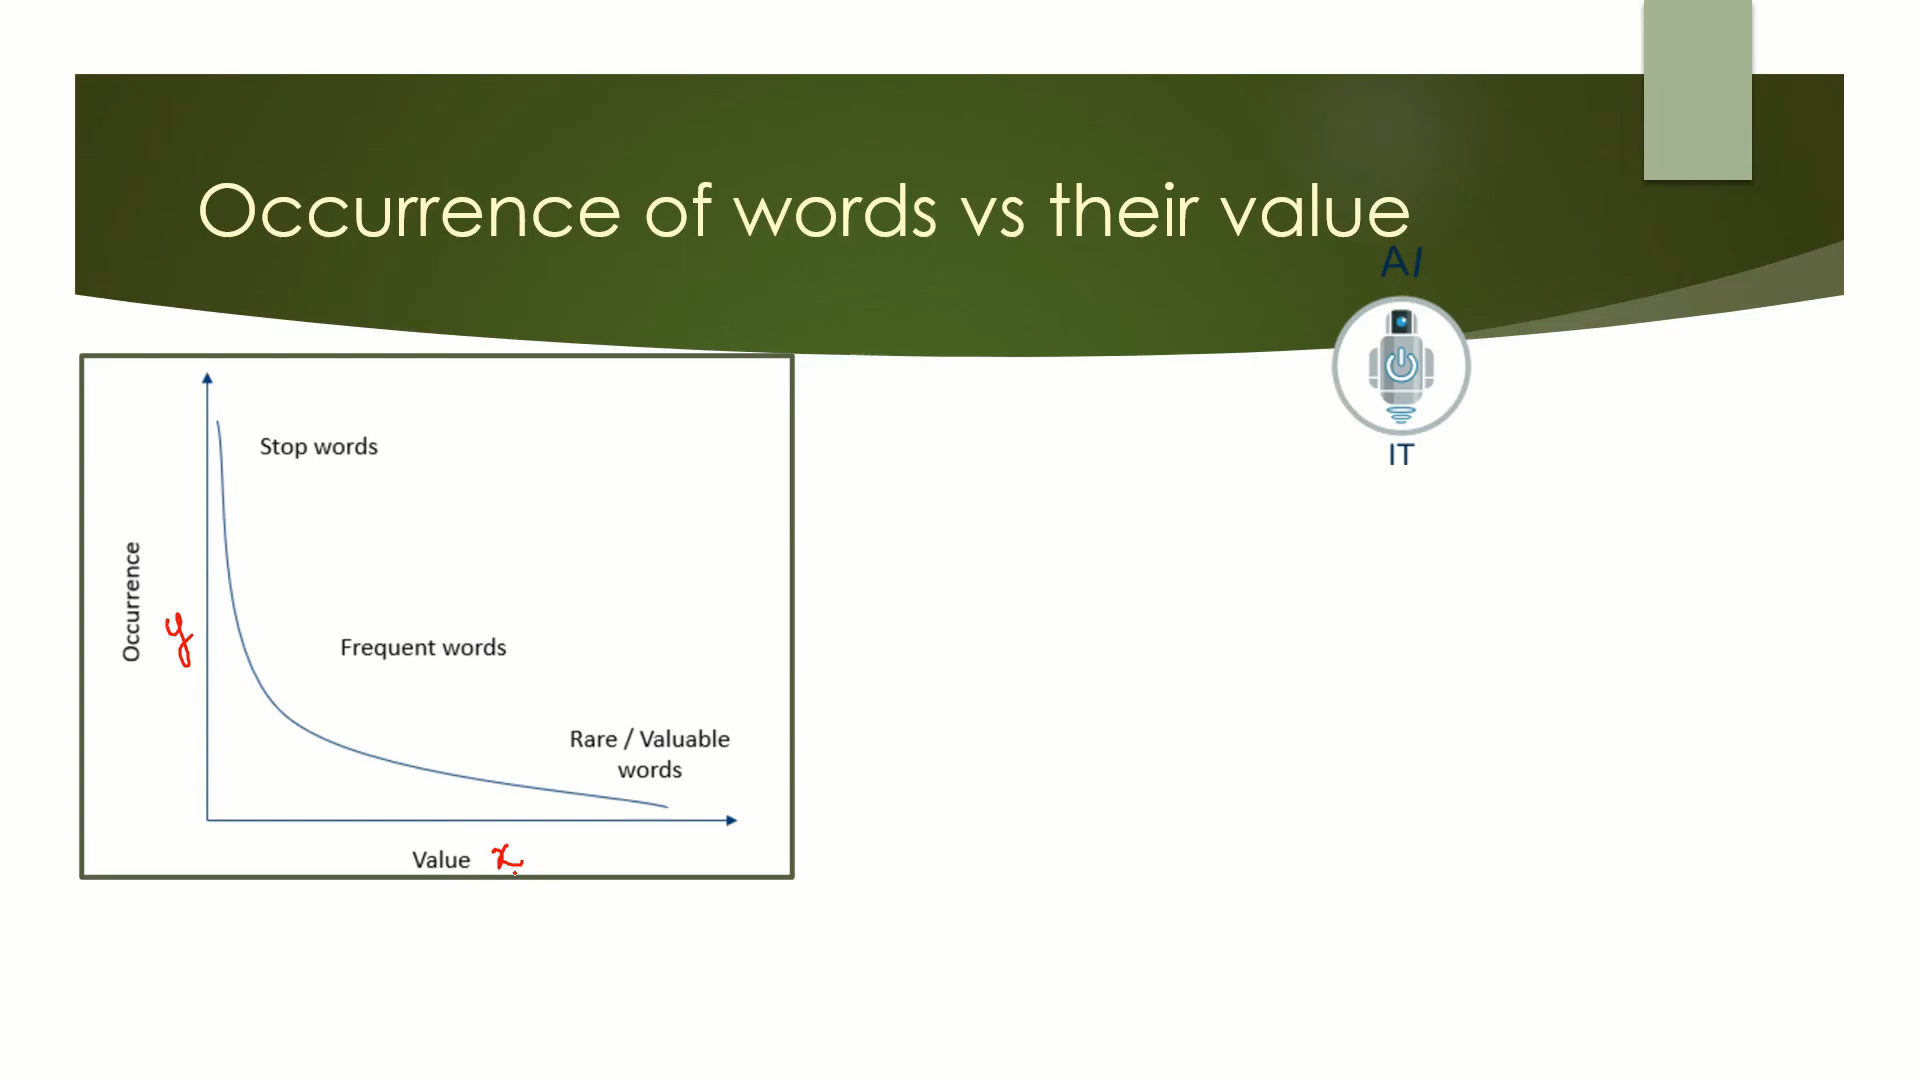 Occurrence of words vs their value
AI
IT
Stop words
Occurrence
y
Frequent words
Rare / Valuable
words
Value x